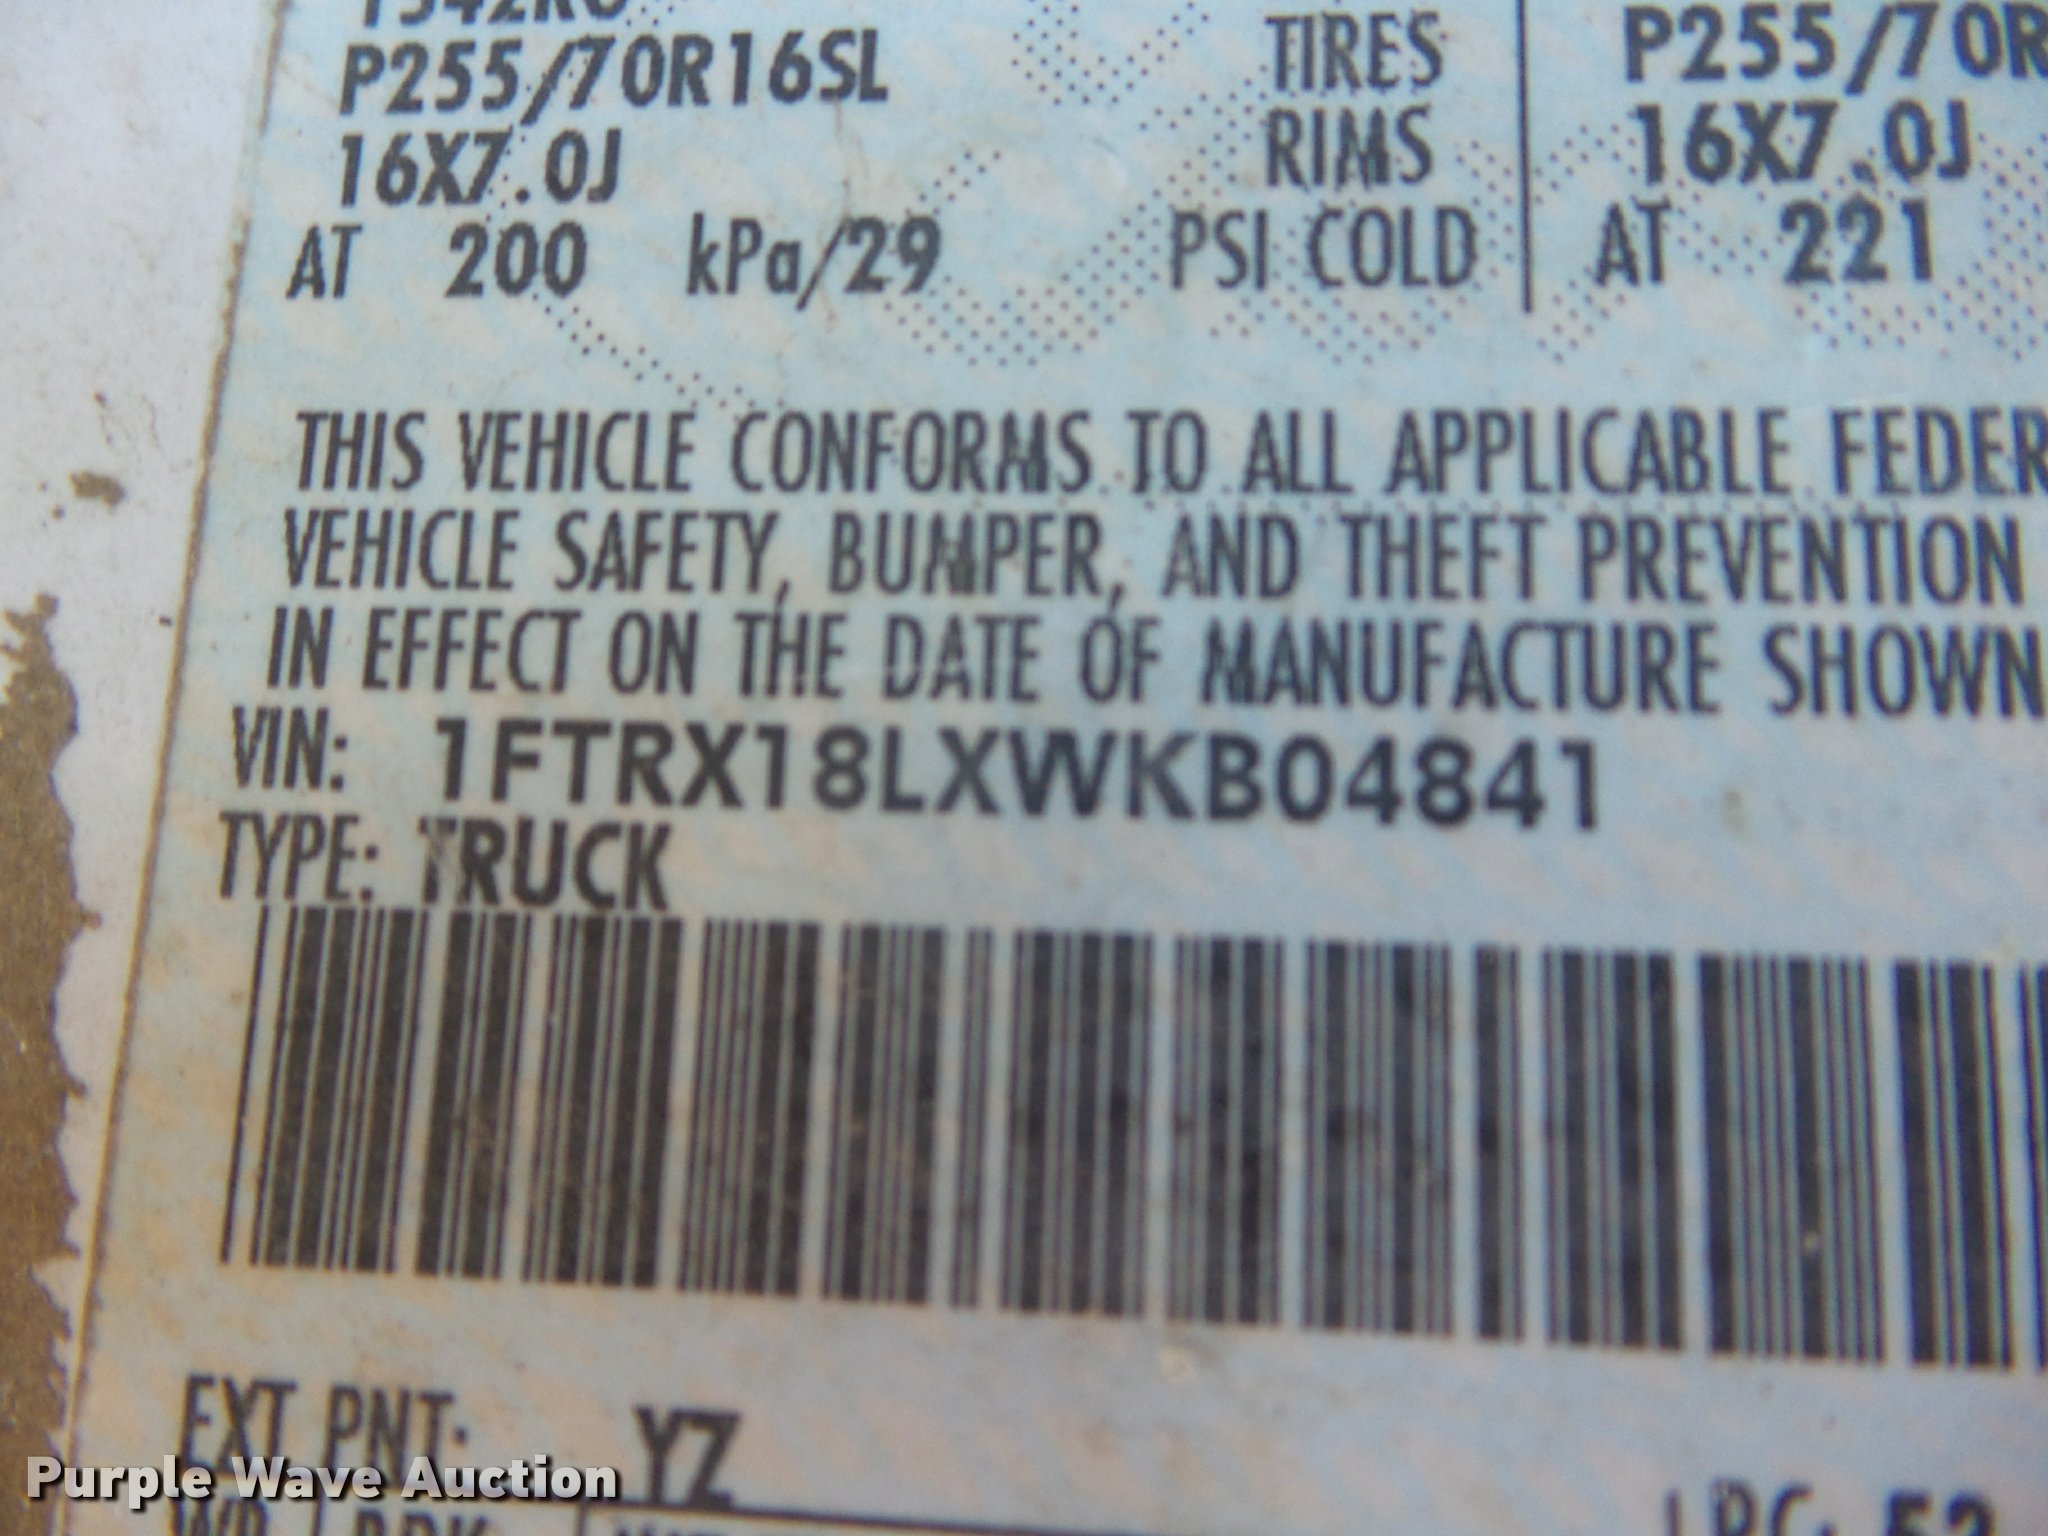 P255/70R16SL TIRES P255/70R
16X7.0J RIMS 16X7.0J
AT 200 kPa/29 PSI COLD AT 221
THIS VEHICLE CONFORMS TO ALL APPLICABLE FEDER
VEHICLE SAFETY, BUMPER, AND THEFT PREVENTION
IN EFFECT ON THE DATE OF MANUFACTURE SHOWN
VIN: 1FTRX18LXWKB04841
TYPE: TRUCK
EXT PNT: YZ
Purple Wave Auction